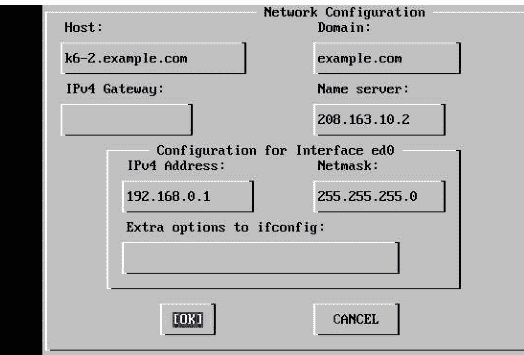 Network Configuration
Host: Domain:
k6-2.example.com example.com
IPv4 Gateway: Name server:
208.163.10.2
Configuration for Interface ed0
IPv4 Address: Netmask:
192.168.0.1 255.255.255.0
Extra options to ifconfig:
[OK] CANCEL